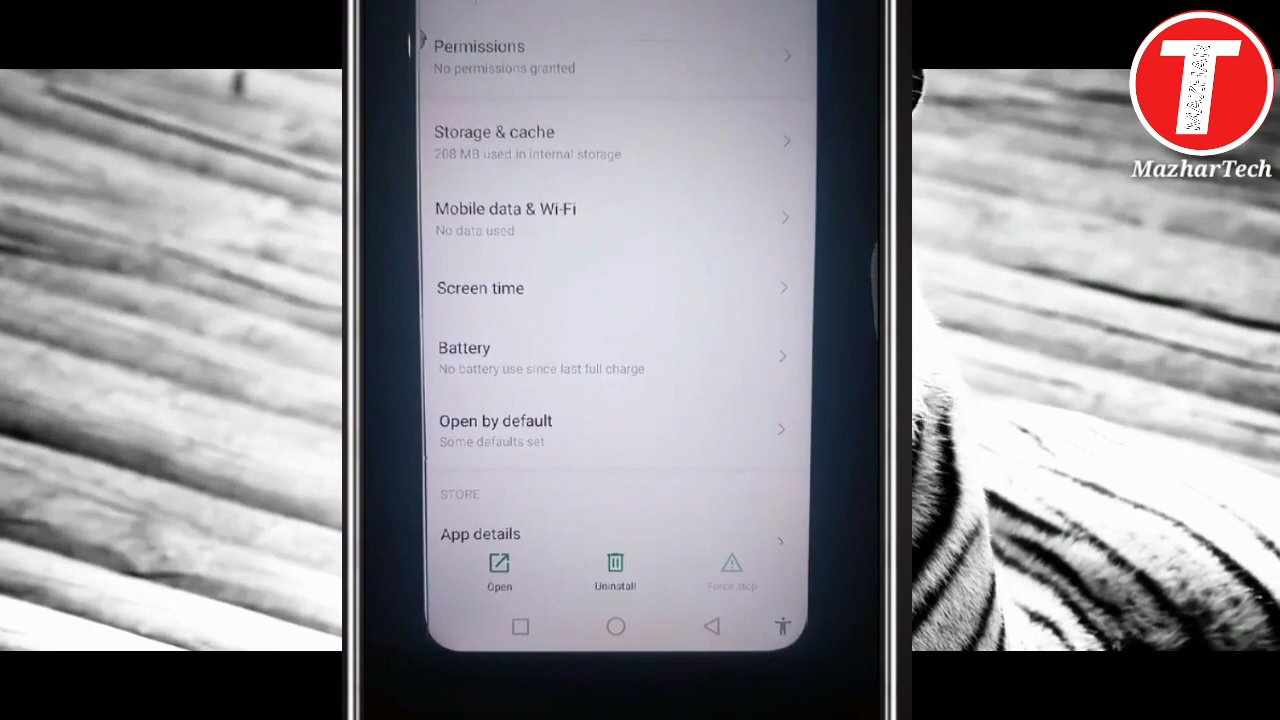 Permissions
No permissions granted
Storage & cache
208 MB used in internal storage
Mobile data & Wi-Fi
No data used
Screen time
Battery
No battery use since last full charge
Open by default
Some defaults set
STORE
App details
Open
Uninstall
Force stop
T
MAZHAR
MazharTech